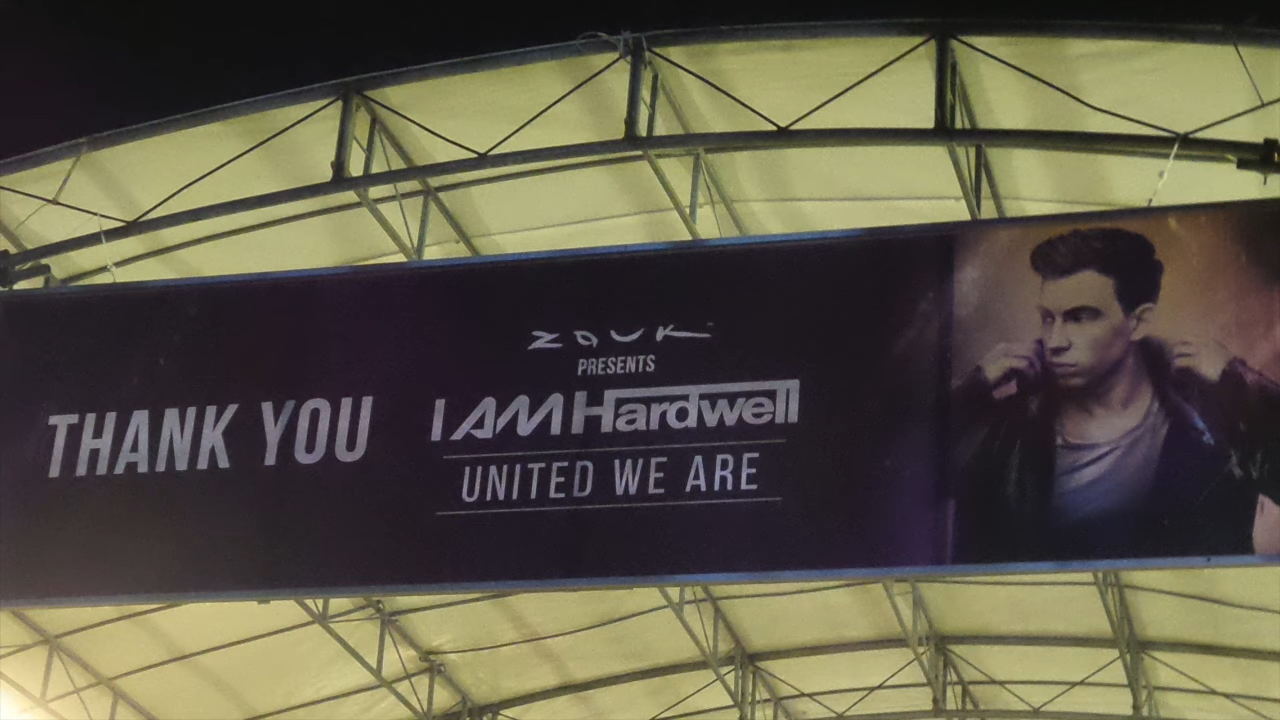 THANK YOU
ZOUK
PRESENTS
I AM Hardwell
UNITED WE ARE